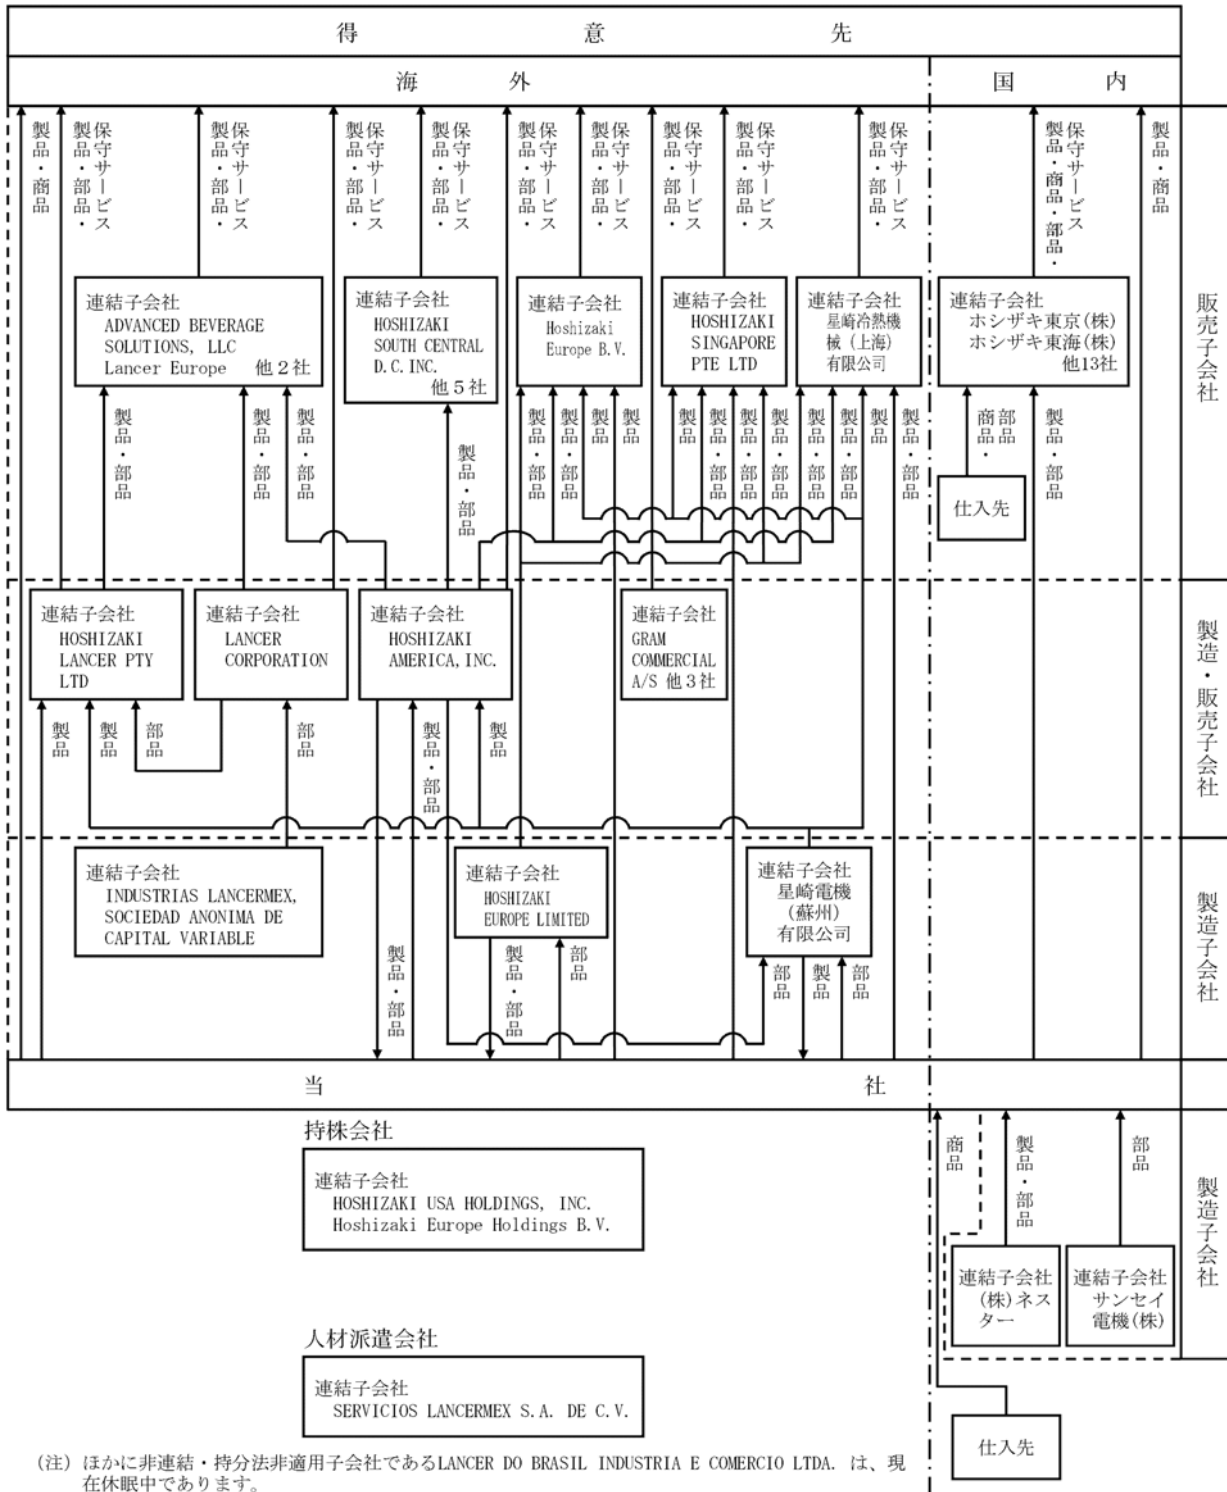 得意先
海外
国内
製品・商品
製品・部品・
保守サービス
製品・部品・
保守サービス
製品・部品・
保守サービス
製品・部品・
保守サービス
製品・部品・
保守サービス
製品・部品・
保守サービス
製品・部品・
保守サービス
製品・部品・
保守サービス
製品・部品・
保守サービス
製品・商品・部品・
保守サービス
製品・商品
販売子会社
連結子会社
ADVANCED BEVERAGE
SOLUTIONS, LLC
Lancer Europe 他2社
連結子会社
HOSHIZAKI
SOUTH CENTRAL
D.C. INC.
他5社
連結子会社
Hoshizaki
Europe B.V.
連結子会社
HOSHIZAKI
SINGAPORE
PTE LTD
連結子会社
星崎冷熱機
械(上海)
有限公司
連結子会社
ホシザキ東京(株)
ホシザキ東海(株)
他13社
製品・部品
製品・部品
製品・部品
製品・部品
製品・部品
製品・部品
製品
製品
製品
製品・部品
製品・部品
製品・部品
製品・部品
製品・部品
製品
製品・部品
商品・
部品
製品・部品
仕入先
製造・販売子会社
連結子会社
HOSHIZAKI
LANCER PTY
LTD
連結子会社
LANCER
CORPORATION
連結子会社
HOSHIZAKI
AMERICA, INC.
連結子会社
GRAM
COMMERCIAL
A/S 他3社
製品
製品
部品
部品
製品・部品
製品
製造子会社
連結子会社
INDUSTRIAS LANCERMEX,
SOCIEDAD ANONIMA DE
CAPITAL VARIABLE
連結子会社
HOSHIZAKI
EUROPE LIMITED
連結子会社
星崎電機
(蘇州)
有限公司
製品・部品
製品・部品
部品
部品
製品
部品
当社
商品
製品・部品
部品
製造子会社
持株会社
連結子会社
HOSHIZAKI USA HOLDINGS, INC.
Hoshizaki Europe Holdings B.V.
連結子会社
(株)ネス
ター
連結子会社
サンセイ
電機(株)
人材派遣会社
連結子会社
SERVICIOS LANCERMEX S.A. DE C.V.
仕入先
(注) ほかに非連結・持分法非適用子会社であるLANCER DO BRASIL INDUSTRIA E COMERCIO LTDA. は、現
在休眠中であります。